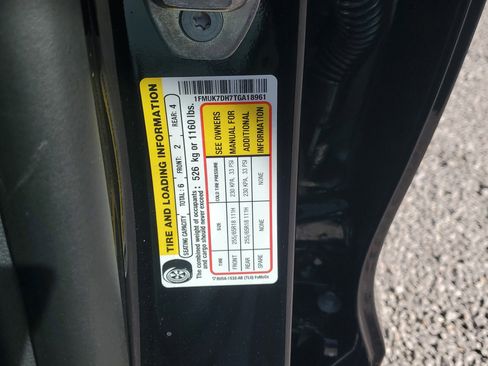 1FMUK7DH7TGA18961
TIRE AND LOADING INFORMATION
SEATING CAPACITY TOTAL: 6 FRONT: 2 REAR: 4
The combined weight of occupants : 526 kg or 1160 lbs.
and cargo should never exceed
TIRE SIZE COLD TIRE PRESSURE
FRONT 255/65R18 111H 230 KPA, 33 PSI
REAR 255/65R18 111H 230 KPA, 33 PSI
SPARE NONE NONE
SEE OWNERS
MANUAL FOR
ADDITIONAL
INFORMATION